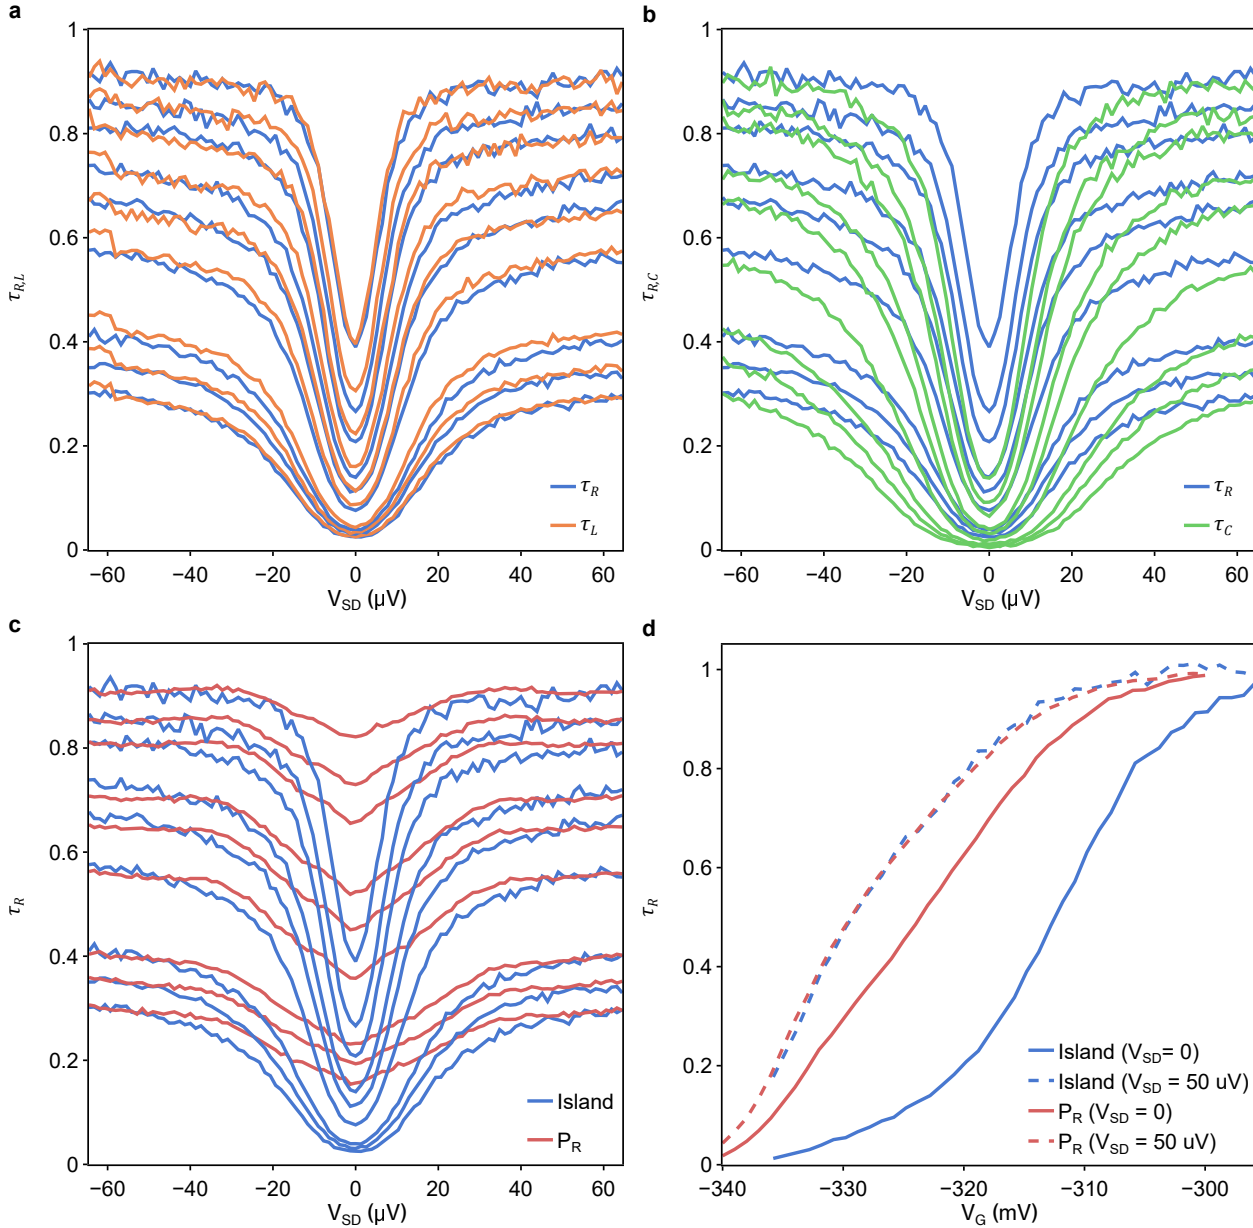 a
1
0.8
0.6
0.4
0.2
0
τR,L
−60 −40 −20 0 20 40 60
VSD (µV)
τR
τL
b
1
0.8
0.6
0.4
0.2
0
τR,C
−60 −40 −20 0 20 40 60
VSD (µV)
τR
τC
c
1
0.8
0.6
0.4
0.2
0
τR
−60 −40 −20 0 20 40 60
VSD (µV)
Island
PR
d
1
0.8
0.6
0.4
0.2
0
τR
−340 −330 −320 −310 −300
VG (mV)
Island (VSD= 0)
Island (VSD = 50 uV)
PR (VSD = 0)
PR (VSD = 50 uV)